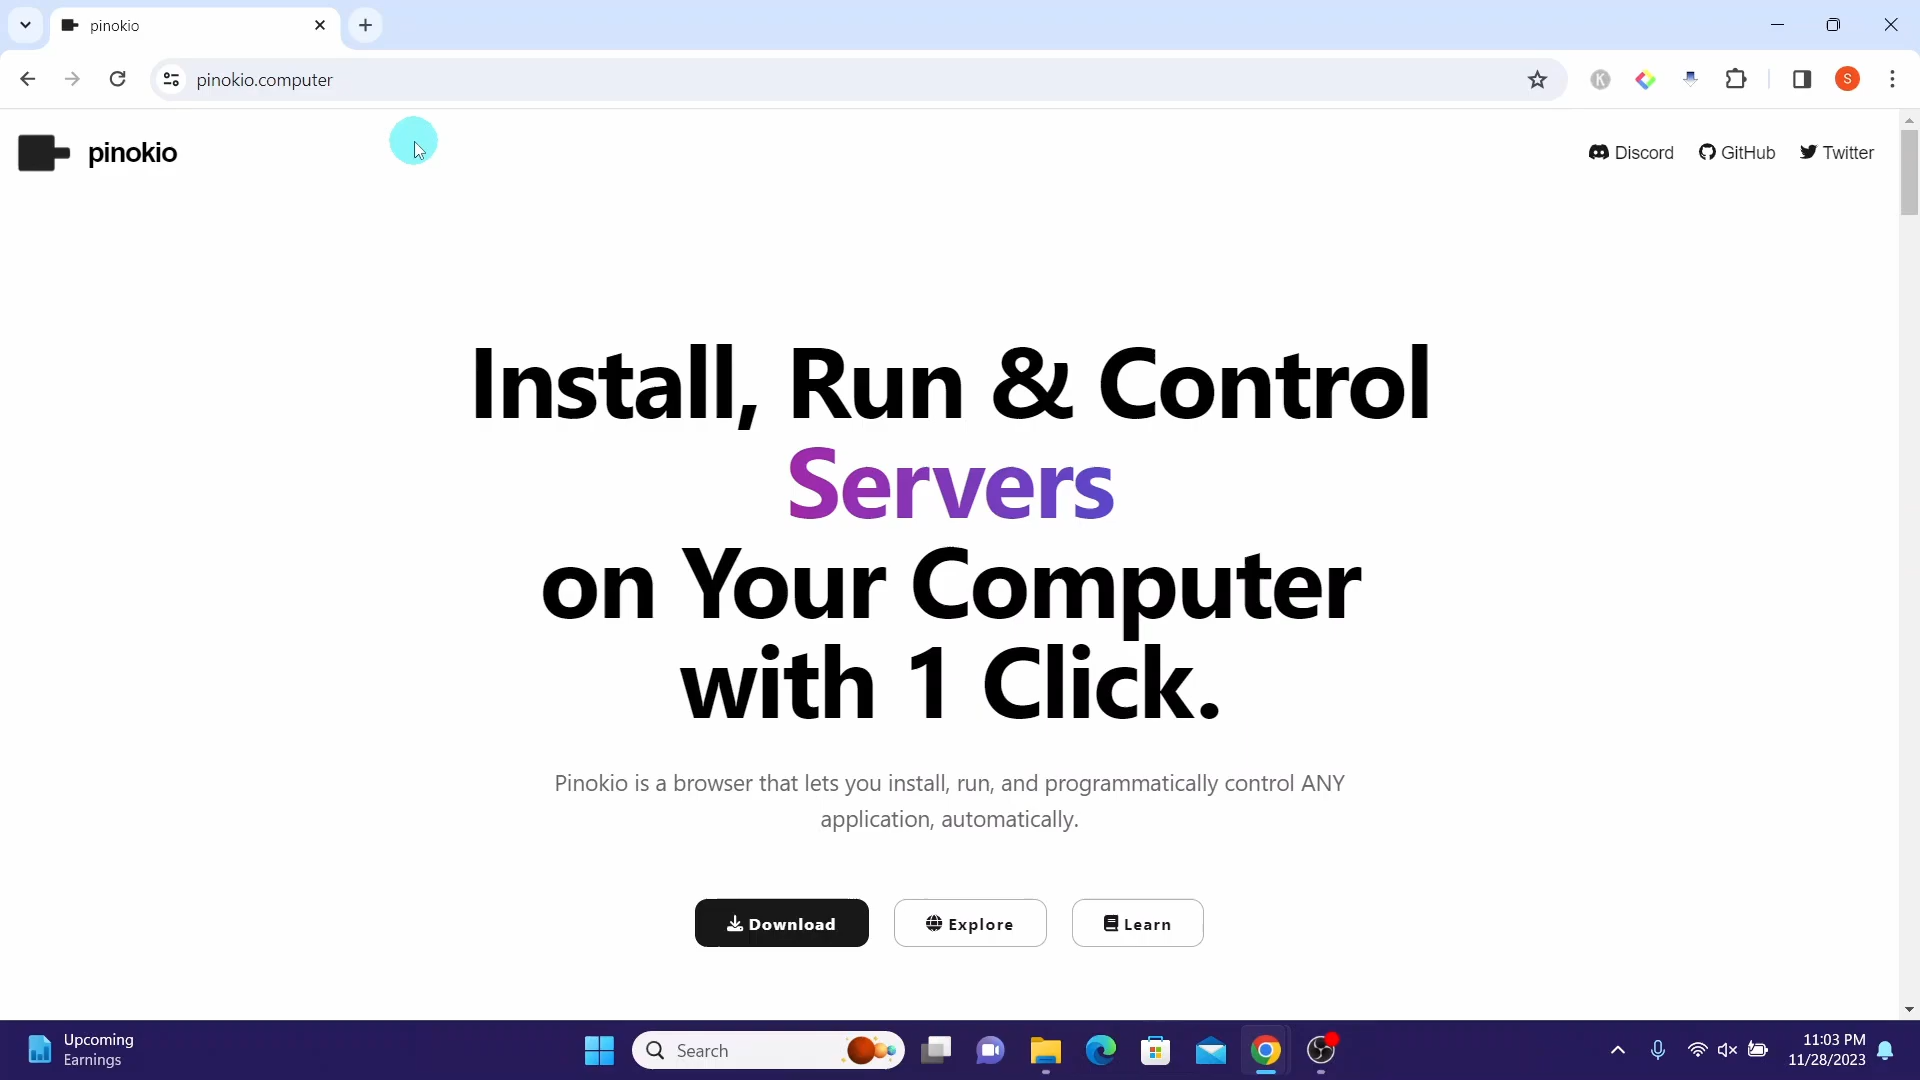 pinokio
pinokio.computer
K
S
pinokio
Discord
GitHub
Twitter
Install, Run & Control
Servers
on Your Computer
with 1 Click.
Pinokio is a browser that lets you install, run, and programmatically control ANY
application, automatically.
Download
Explore
Learn
Upcoming
Earnings
Search
11:03 PM
11/28/2023